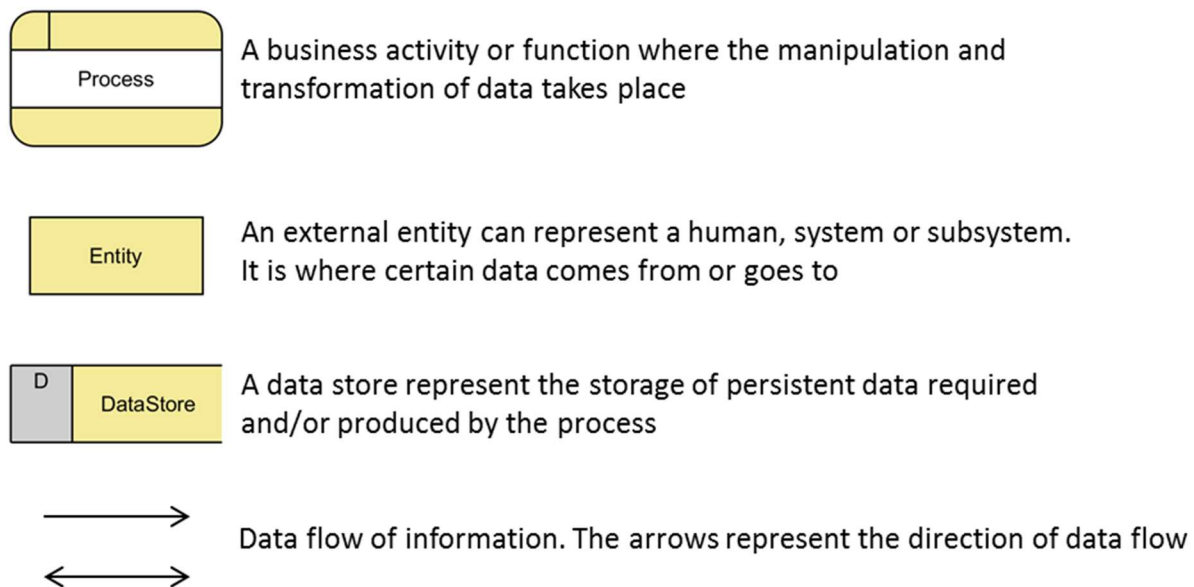 Process
A business activity or function where the manipulation and
transformation of data takes place
Entity
An external entity can represent a human, system or subsystem.
It is where certain data comes from or goes to
D
DataStore
A data store represent the storage of persistent data required
and/or produced by the process
Data flow of information. The arrows represent the direction of data flow